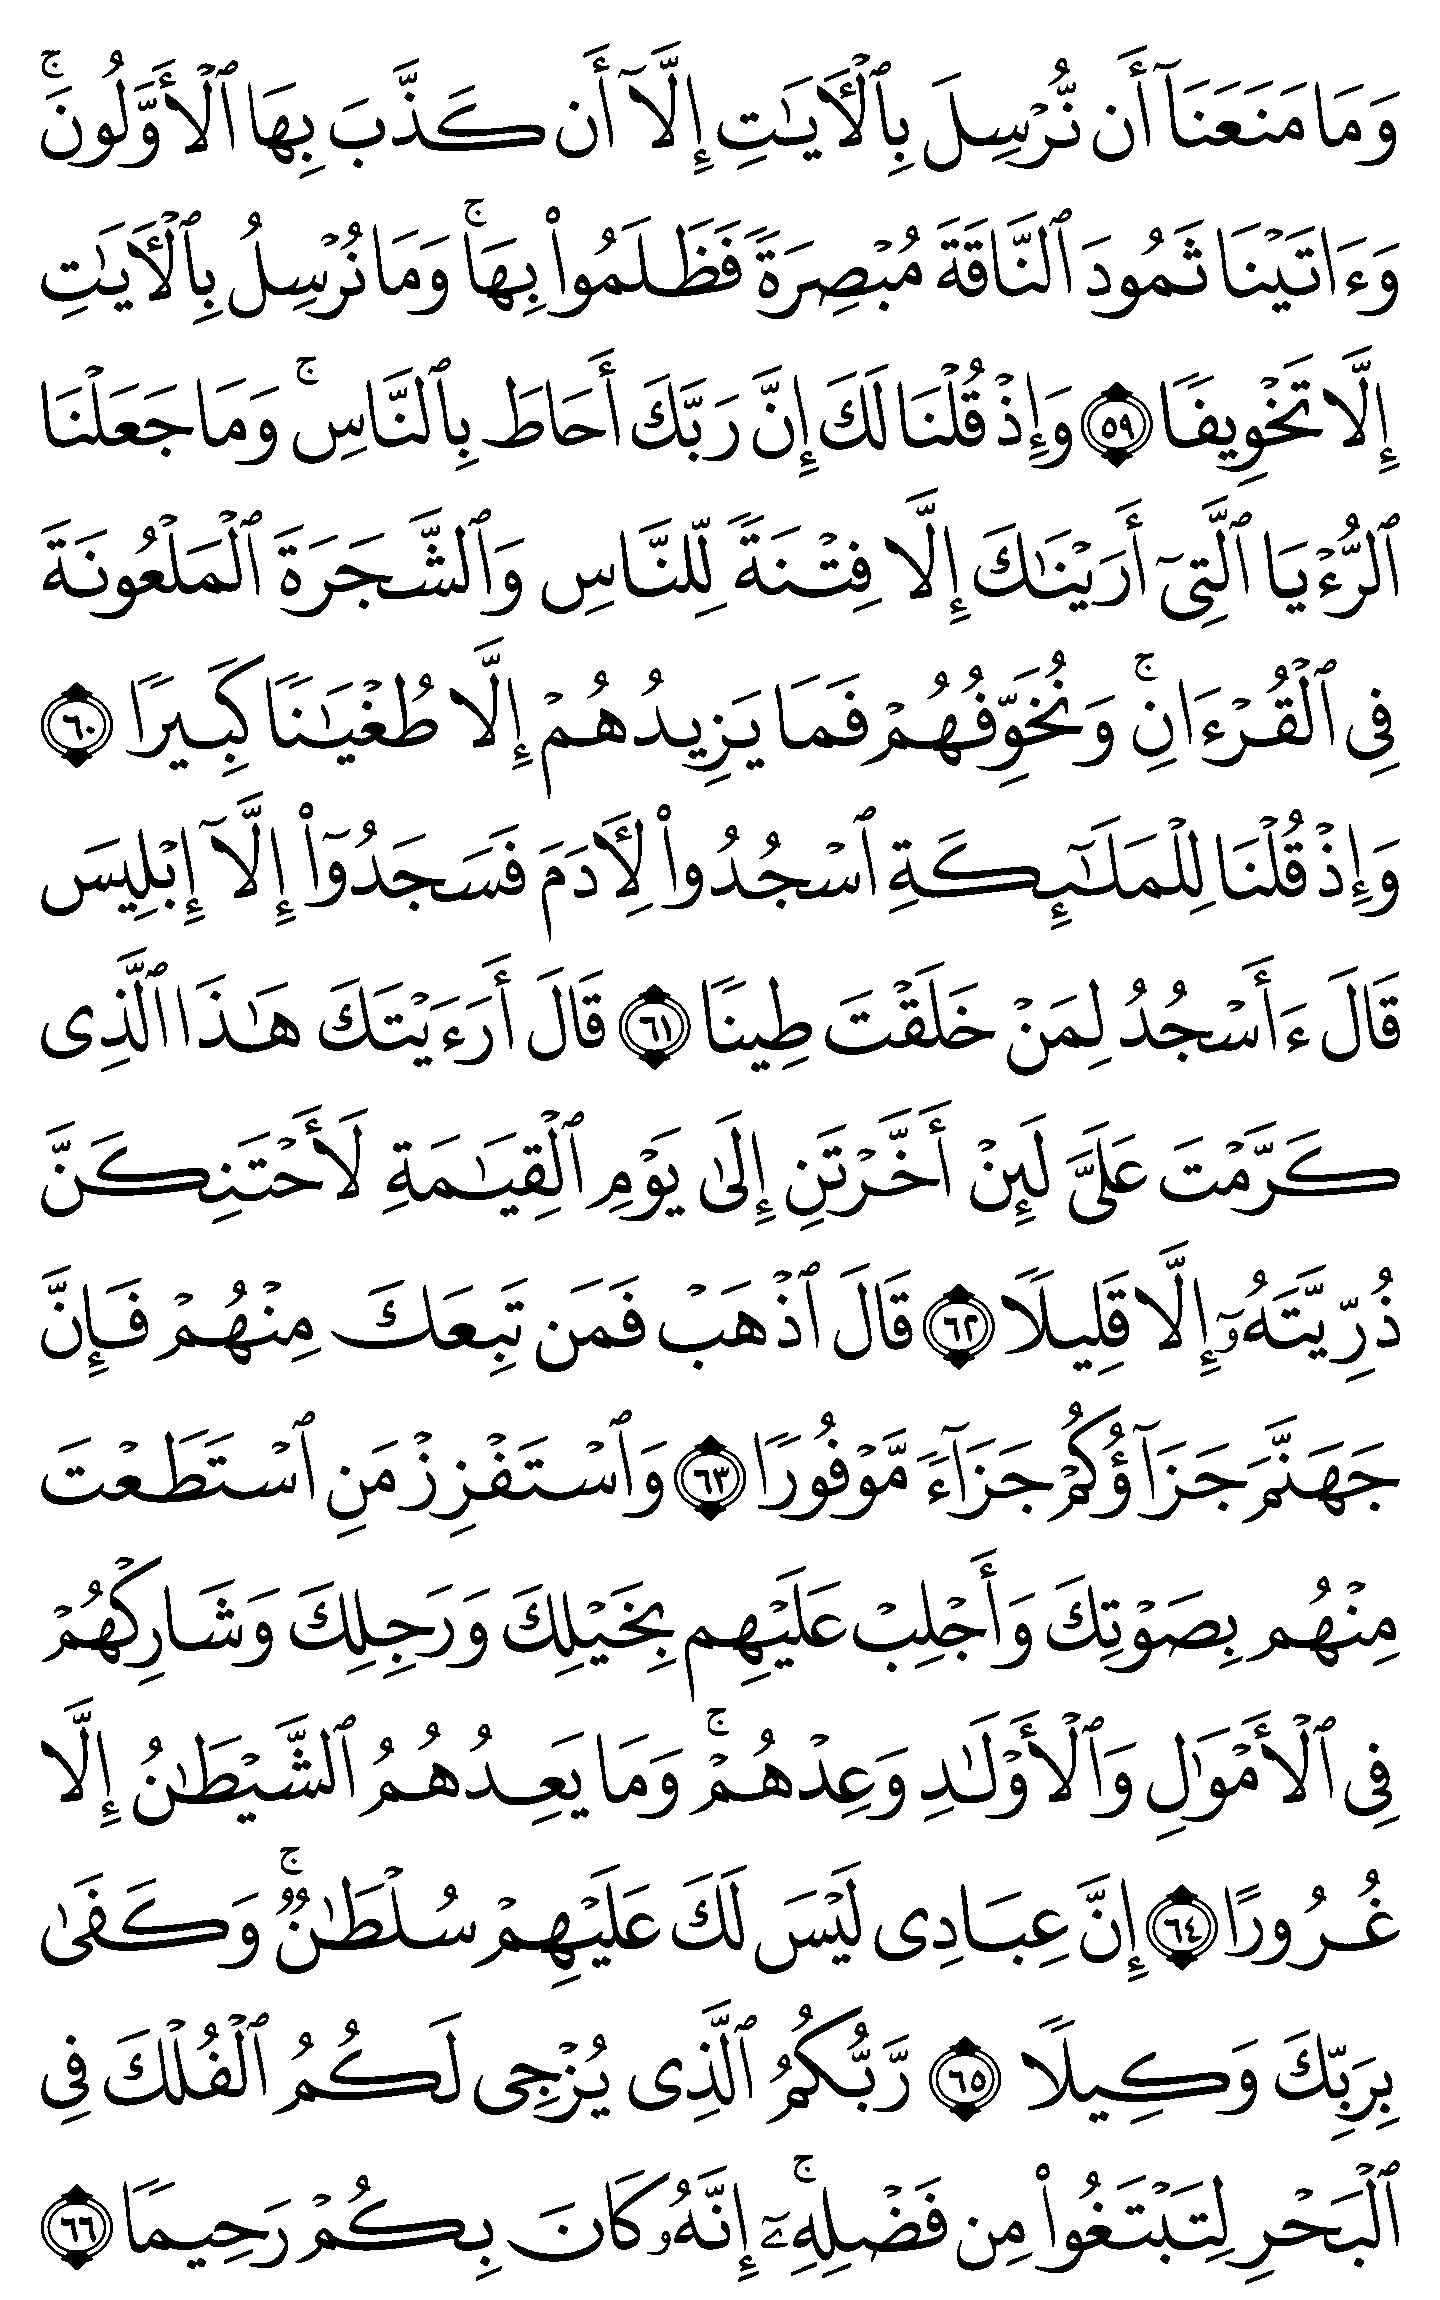 وَمَا مَنَعَنَآ أَن نُّرْسِلَ بِٱلْـَٔايَـٰتِ إِلَّآ أَن كَذَّبَ بِهَا ٱلْأَوَّلُونَ ۚ
وَءَاتَيْنَا ثَمُودَ ٱلنَّاقَةَ مُبْصِرَةً فَظَلَمُوا۟ بِهَا ۚ وَمَا نُرْسِلُ بِٱلْـَٔايَـٰتِ
إِلَّا تَخْوِيفًا ٥٩ وَإِذْ قُلْنَا لَكَ إِنَّ رَبَّكَ أَحَاطَ بِٱلنَّاسِ ۚ وَمَا جَعَلْنَا
ٱلرُّءْيَا ٱلَّتِىٓ أَرَيْنَـٰكَ إِلَّا فِتْنَةً لِّلنَّاسِ وَٱلشَّجَرَةَ ٱلْمَلْعُونَةَ
فِى ٱلْقُرْءَانِ ۚ وَنُخَوِّفُهُمْ فَمَا يَزِيدُهُمْ إِلَّا طُغْيَـٰنًا كَبِيرًا ٦٠
وَإِذْ قُلْنَا لِلْمَلَـٰٓئِكَةِ ٱسْجُدُوا۟ لِـَٔادَمَ فَسَجَدُوٓا۟ إِلَّآ إِبْلِيسَ
قَالَ ءَأَسْجُدُ لِمَنْ خَلَقْتَ طِينًا ٦١ قَالَ أَرَءَيْتَكَ هَـٰذَا ٱلَّذِى
كَرَّمْتَ عَلَىَّ لَئِنْ أَخَّرْتَنِ إِلَىٰ يَوْمِ ٱلْقِيَـٰمَةِ لَأَحْتَنِكَنَّ
ذُرِّيَّتَهُۥٓ إِلَّا قَلِيلًا ٦٢ قَالَ ٱذْهَبْ فَمَن تَبِعَكَ مِنْهُمْ فَإِنَّ
جَهَنَّمَ جَزَآؤُكُمْ جَزَآءً مَّوْفُورًا ٦٣ وَٱسْتَفْزِزْ مَنِ ٱسْتَطَعْتَ
مِنْهُم بِصَوْتِكَ وَأَجْلِبْ عَلَيْهِم بِخَيْلِكَ وَرَجِلِكَ وَشَارِكْهُمْ
فِى ٱلْأَمْوَٰلِ وَٱلْأَوْلَـٰدِ وَعِدْهُمْ ۚ وَمَا يَعِدُهُمُ ٱلشَّيْطَـٰنُ إِلَّا
غُرُورًا ٦٤ إِنَّ عِبَادِى لَيْسَ لَكَ عَلَيْهِمْ سُلْطَـٰنٌ ۚ وَكَفَىٰ
بِرَبِّكَ وَكِيلًا ٦٥ رَّبُّكُمُ ٱلَّذِى يُزْجِى لَكُمُ ٱلْفُلْكَ فِى
ٱلْبَحْرِ لِتَبْتَغُوا۟ مِن فَضْلِهِۦٓ ۚ إِنَّهُۥ كَانَ بِكُمْ رَحِيمًا ٦٦